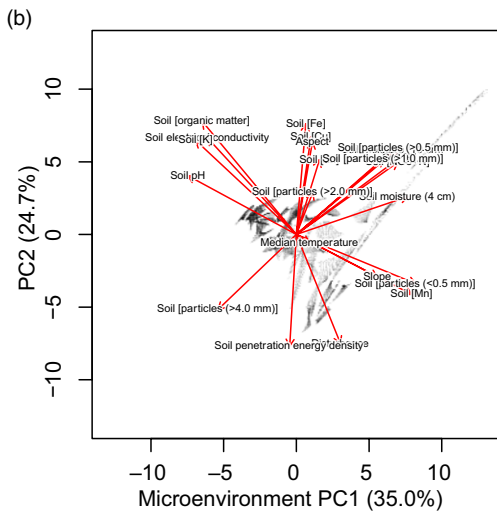 (b)
PC2 (24.7%)
10
5
0
−5
−10
Soil [organic matter]
Soil [Fe]
Soil [Cu]
Soil [K]
Aspect
Soil [particles (>0.5 mm)]
Soil [particles (>1.0 mm)]
Soil pH
Soil [particles (>2.0 mm)]
Soil moisture (4 cm)
Median temperature
Slope
Soil [particles (<0.5 mm)]
Soil [Mn]
Soil [particles (>4.0 mm)]
Soil penetration energy density
−10 −5 0 5 10
Microenvironment PC1 (35.0%)